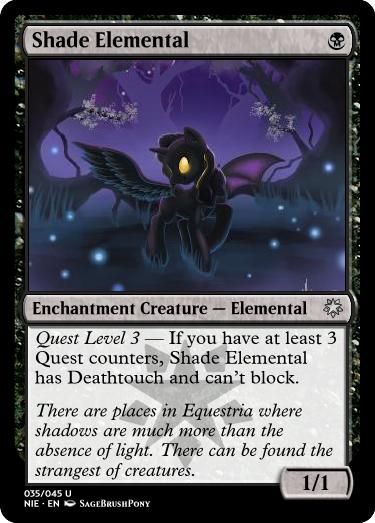 Shade Elemental
Enchantment Creature — Elemental
Quest Level 3 — If you have at least 3
Quest counters, Shade Elemental
has Deathtouch and can't block.
There are places in Equestria where
shadows are much more than the
absence of light. There can be found the
strangest of creatures.
1/1
035/045 U
NIE • EN SageBrushPony